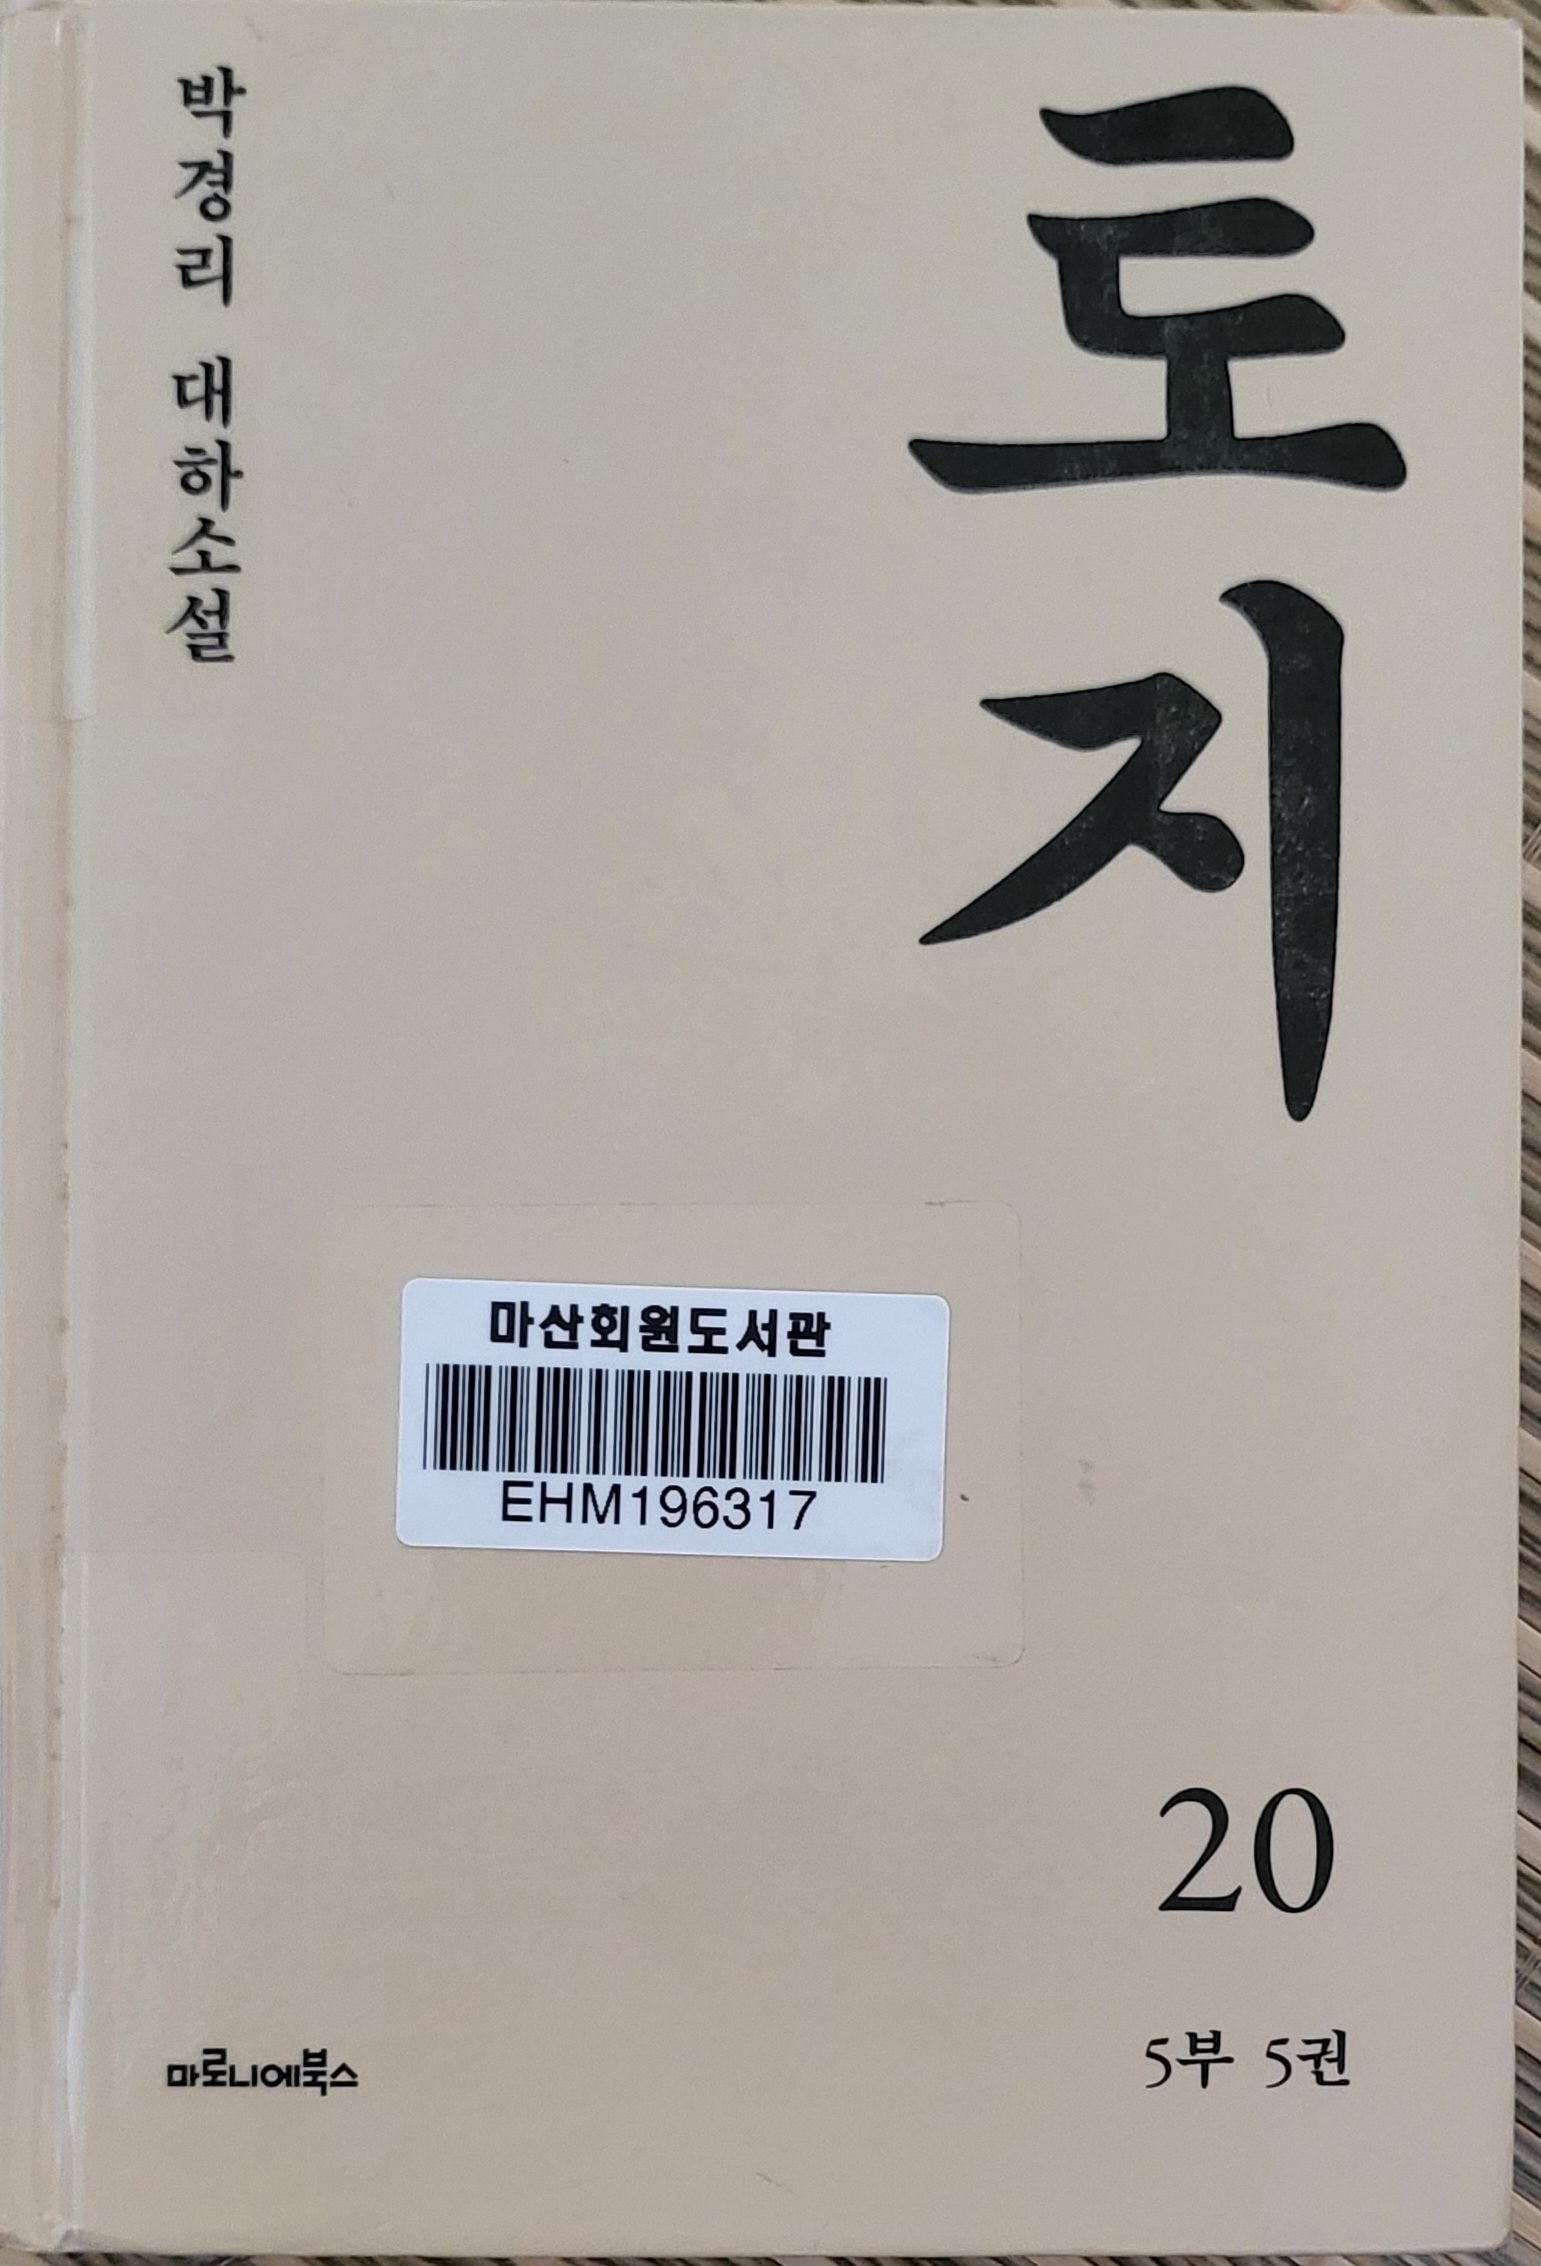 박경리 대하소설
토지
마산회원도서관
EHM196317
20
5부 5권
마로니에북스